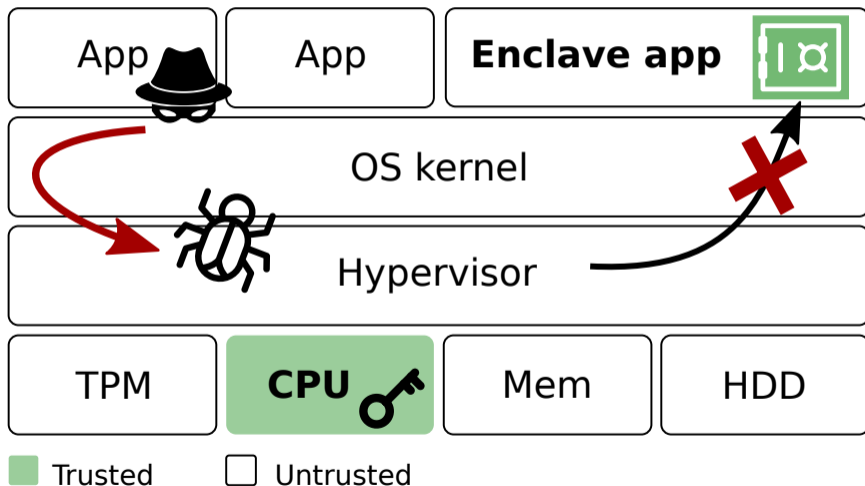 App App Enclave app
OS kernel
Hypervisor
TPM CPU Mem HDD
Trusted Untrusted